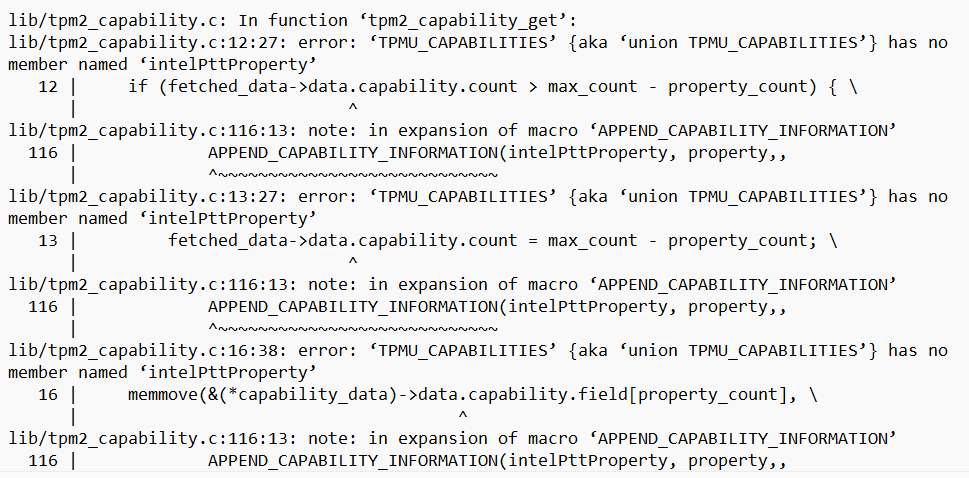 lib/tpm2_capability.c: In function ‘tpm2_capability_get’:
lib/tpm2_capability.c:12:27: error: ‘TPMU_CAPABILITIES’ {aka ‘union TPMU_CAPABILITIES’} has no
member named ‘intelPttProperty’
   12 |     if (fetched_data->data.capability.count > max_count - property_count) { \
      |                           ^
lib/tpm2_capability.c:116:13: note: in expansion of macro ‘APPEND_CAPABILITY_INFORMATION’
  116 |             APPEND_CAPABILITY_INFORMATION(intelPttProperty, property,,
      |             ^~~~~~~~~~~~~~~~~~~~~~~~~~~~~
lib/tpm2_capability.c:13:27: error: ‘TPMU_CAPABILITIES’ {aka ‘union TPMU_CAPABILITIES’} has no
member named ‘intelPttProperty’
   13 |         fetched_data->data.capability.count = max_count - property_count; \
      |                           ^
lib/tpm2_capability.c:116:13: note: in expansion of macro ‘APPEND_CAPABILITY_INFORMATION’
  116 |             APPEND_CAPABILITY_INFORMATION(intelPttProperty, property,,
      |             ^~~~~~~~~~~~~~~~~~~~~~~~~~~~~
lib/tpm2_capability.c:16:38: error: ‘TPMU_CAPABILITIES’ {aka ‘union TPMU_CAPABILITIES’} has no
member named ‘intelPttProperty’
   16 |     memmove(&(*capability_data)->data.capability.field[property_count], \
      |                                      ^
lib/tpm2_capability.c:116:13: note: in expansion of macro ‘APPEND_CAPABILITY_INFORMATION’
  116 |             APPEND_CAPABILITY_INFORMATION(intelPttProperty, property,,